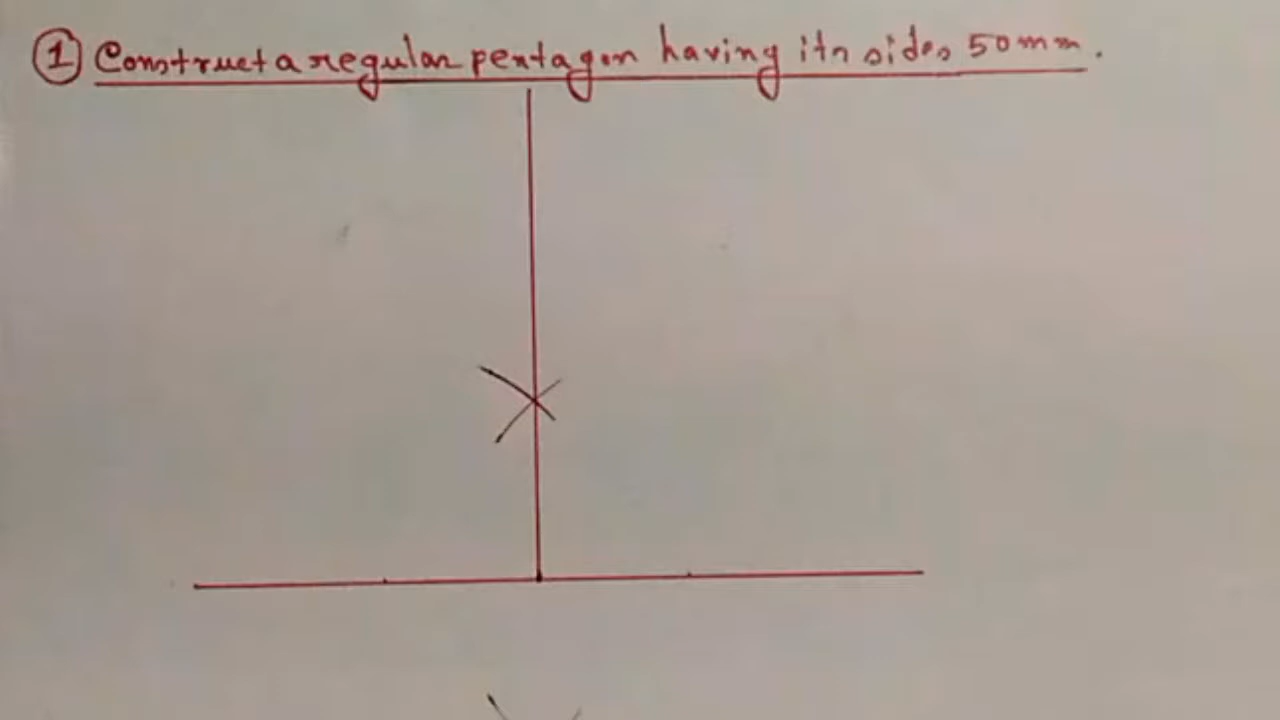 ① Construct a regular pentagon having its sides 50mm.